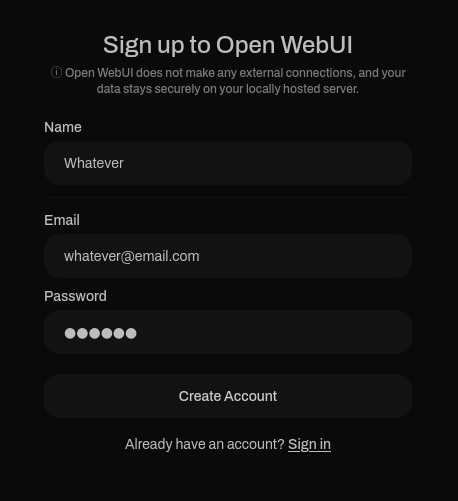 Sign up to Open WebUI
ⓘ Open WebUI does not make any external connections, and your
data stays securely on your locally hosted server.
Name
Whatever
Email
whatever@email.com
Password
●●●●●●
Create Account
Already have an account? Sign in